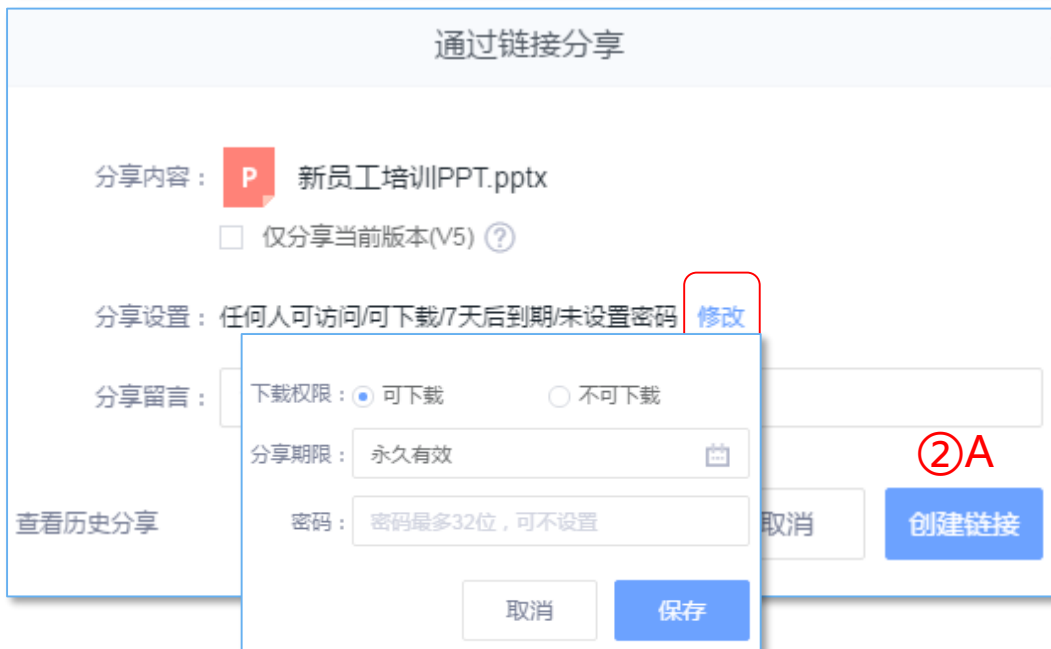 通过链接分享
分享内容： P 新员工培训PPT.pptx
仅分享当前版本(V5) ?
分享设置：任何人可访问/可下载/7天后到期/未设置密码 修改
分享留言：
下载权限： 可下载 不可下载
分享期限： 永久有效
密码： 密码最多32位，可不设置
取消 保存
②A
查看历史分享 取消 创建链接